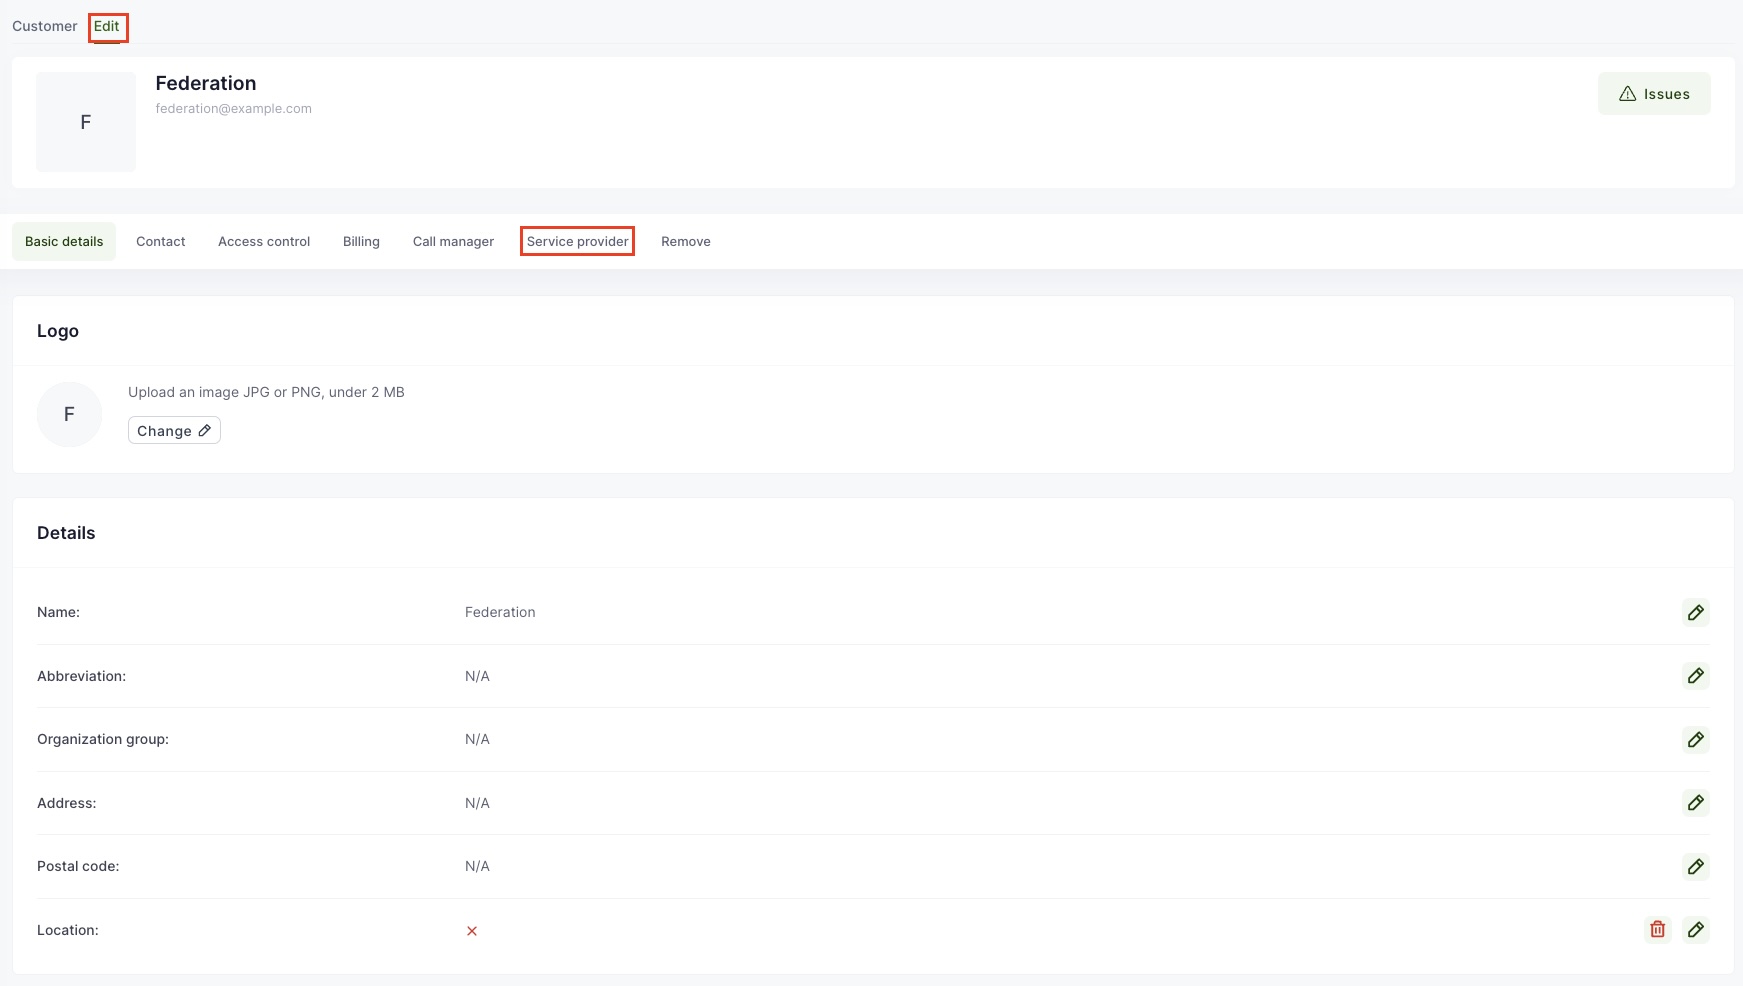 Customer Edit
F
Federation
federation@example.com
Issues
Basic details Contact Access control Billing Call manager Service provider Remove
Logo
F
Upload an image JPG or PNG, under 2 MB
Change
Details
Name: Federation
Abbreviation: N/A
Organization group: N/A
Address: N/A
Postal code: N/A
Location: